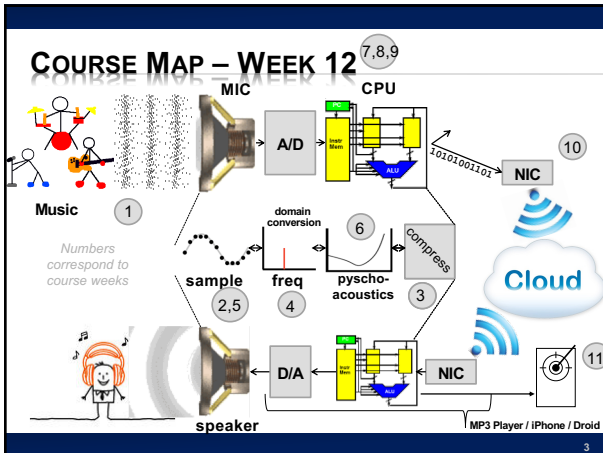 COURSE MAP – WEEK 12
7,8,9
MIC
CPU
A/D
PC
Instr
Mem
ALU
10101001101
10
NIC
Music
1
Numbers
correspond to
course weeks
domain
conversion
6
compress
sample
freq
pyscho-
acoustics
2,5
4
3
Cloud
D/A
PC
Instr
Mem
ALU
NIC
11
speaker
MP3 Player / iPhone / Droid
3